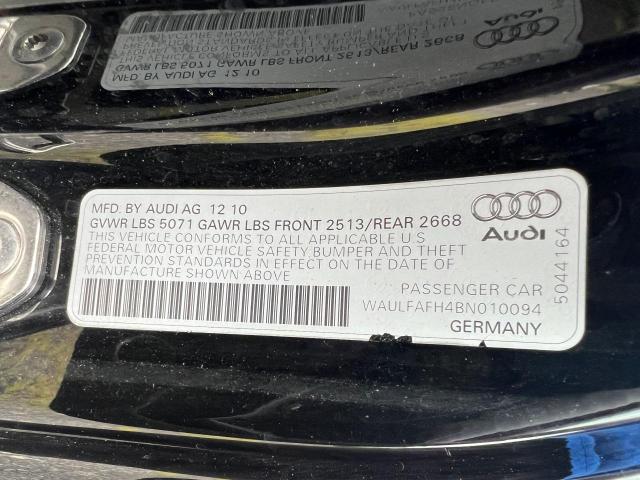 MFD. BY AUDI AG 12 10
GVWR LBS 5071 GAWR LBS FRONT 2513/REAR 2668
THIS VEHICLE CONFORMS TO ALL APPLICABLE U.S
FEDERAL MOTOR VEHICLE SAFETY BUMPER AND THEFT
PREVENTION STANDARDS IN EFFECT ON THE DATE OF
MANUFACTURE SHOWN ABOVE
PASSENGER CAR
WAULFAFH4BN010094
GERMANY
Audi
5044164